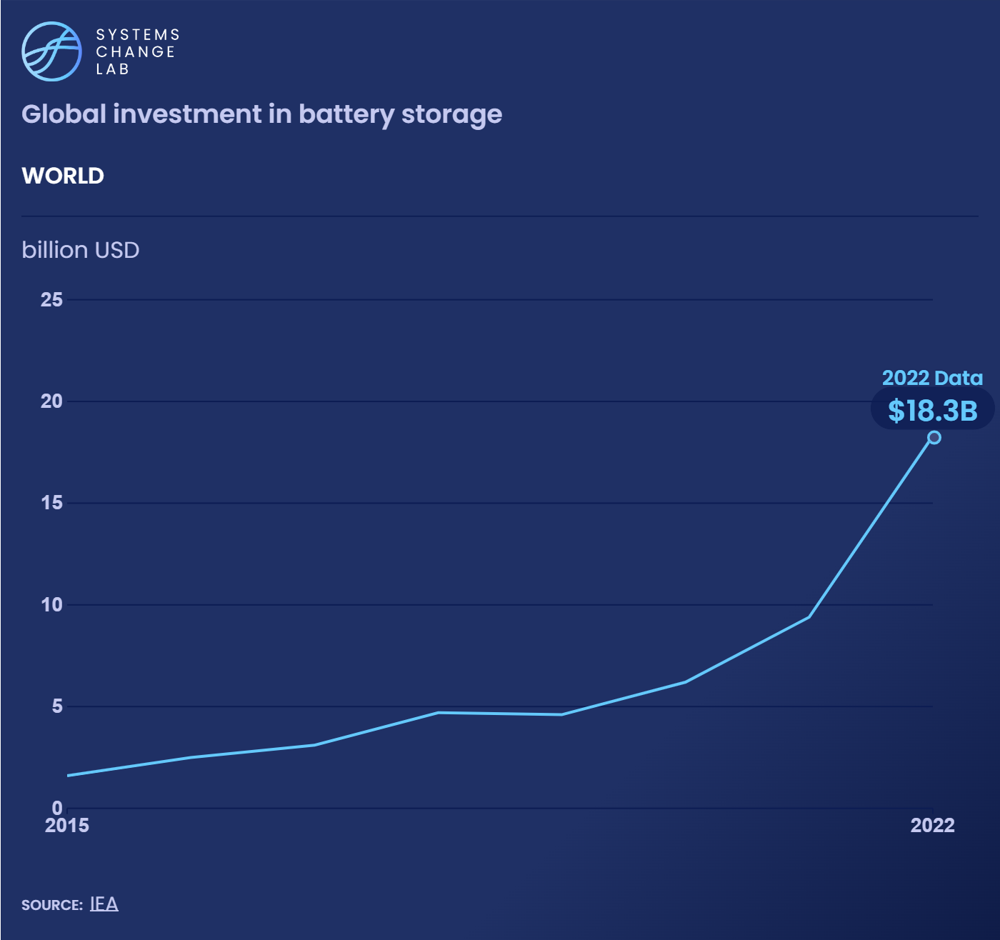 SYSTEMS
CHANGE
LAB
Global investment in battery storage
WORLD
billion USD
25
20
15
10
5
0
2022 Data
$18.3B
2015
2022
SOURCE: IEA